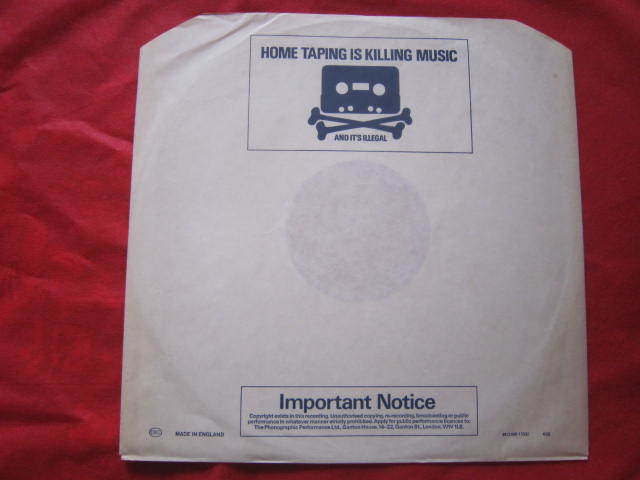 HOME TAPING IS KILLING MUSIC
AND IT'S ILLEGAL
Important Notice
Copyright exists in this recording. Unauthorised copying, re-recording, broadcasting or public
performance in whatever manner strictly prohibited. Apply for public performance licences to:
The Phonographic Performance Ltd., Ganton House, 14–22, Ganton St., London, W1V 1LB.
MADE IN ENGLAND